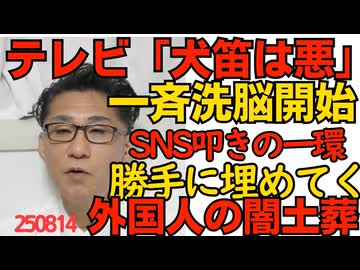 テレビ「犬笛は悪」
一斉洗脳開始
SNS叩きの一環
勝手に埋めてく
外国人の闇土葬
250814